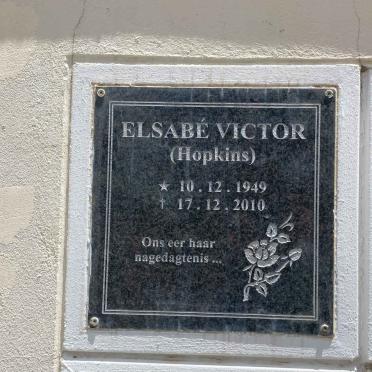 ELSABÉ VICTOR
(Hopkins)
★ 10 . 12 . 1949
† 17 . 12 . 2010
Ons eer haar
nagedagtenis ...